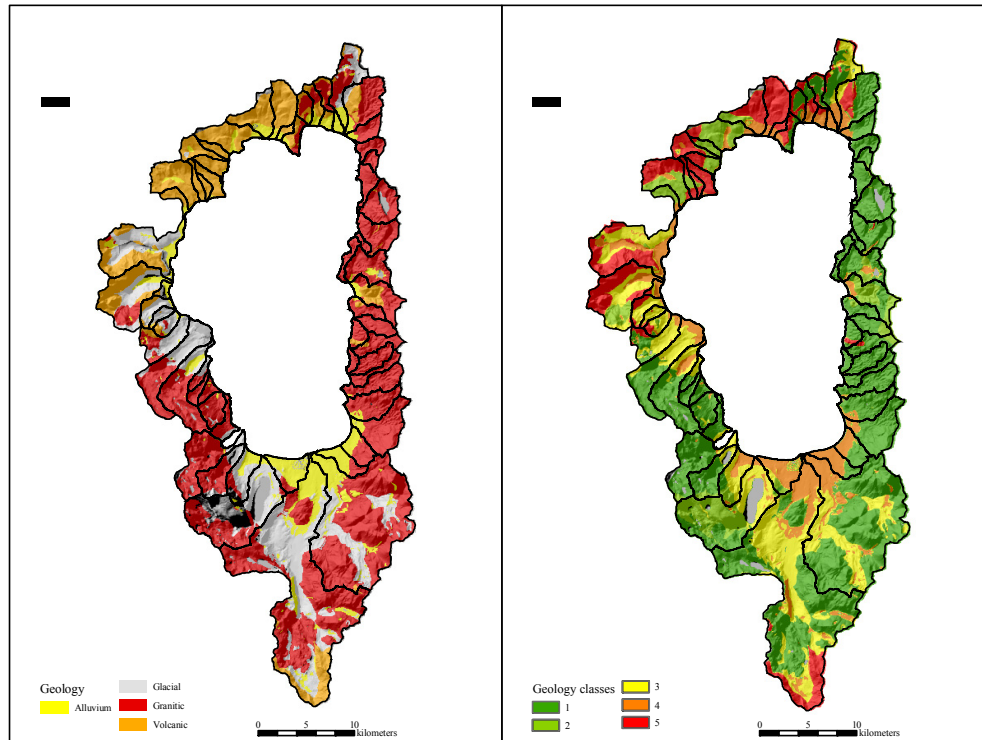 Geology
Alluvium
Glacial
Granitic
Volcanic
0 5 10
kilometers
Geology classes
1
2
3
4
5
0 5 10
kilometers